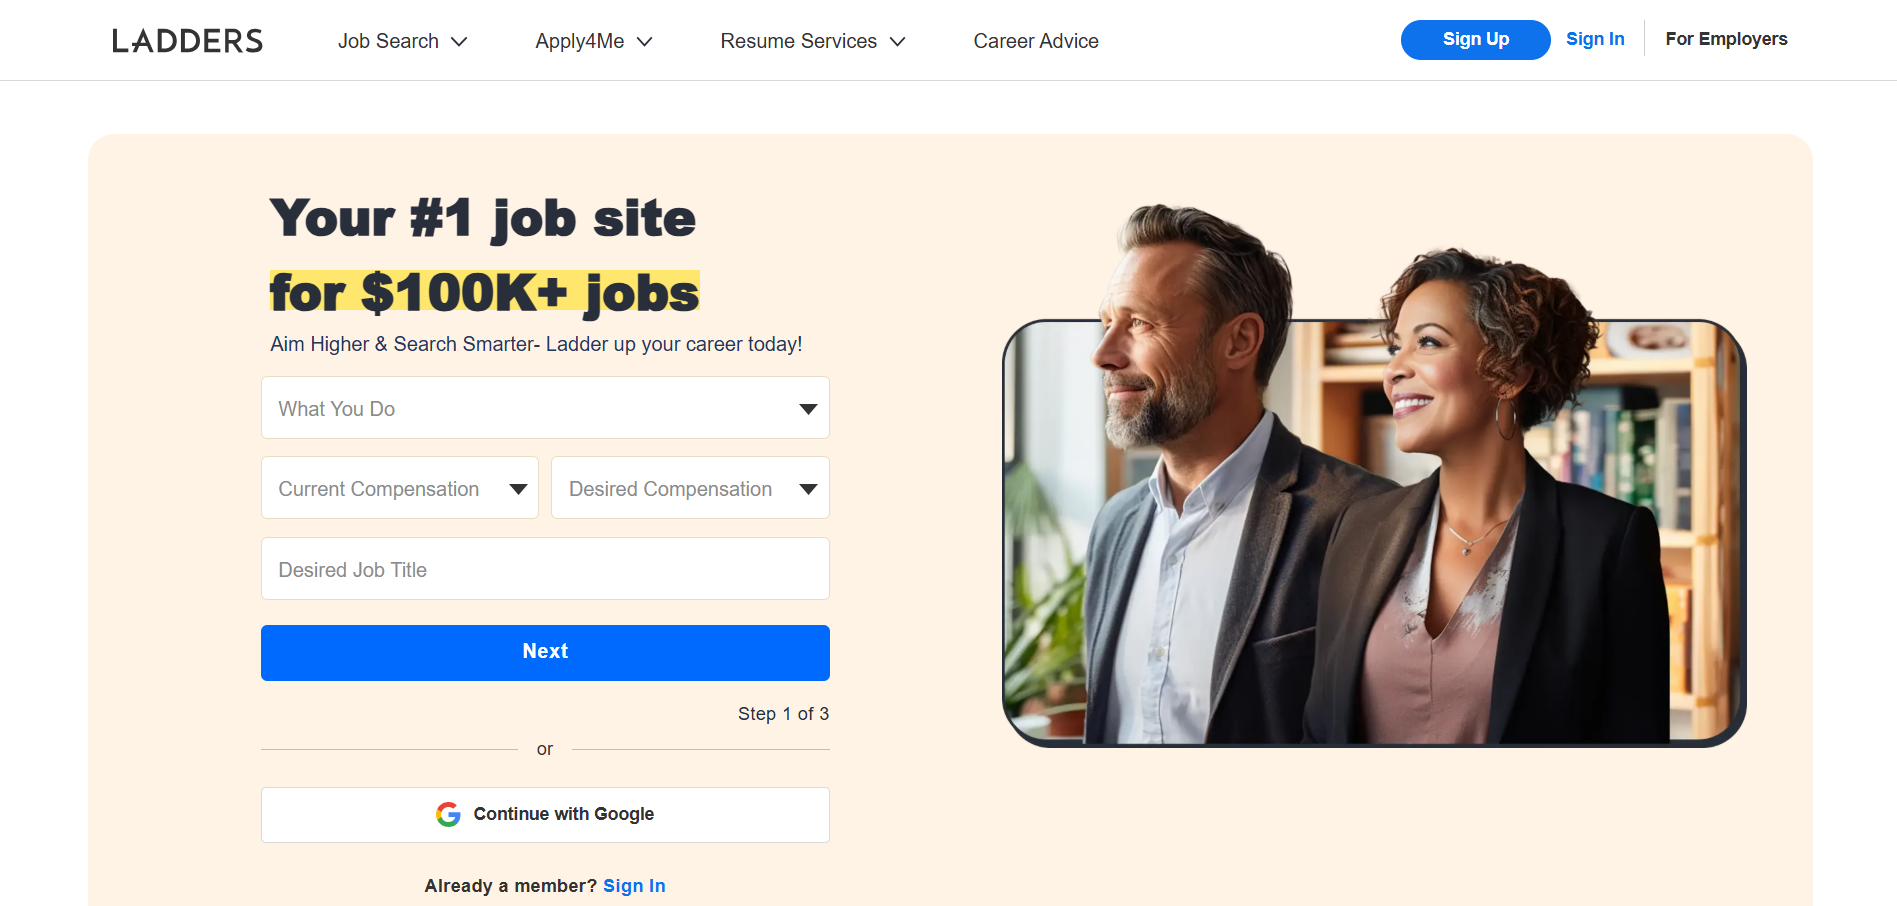 LADDERS
Job Search
Apply4Me
Resume Services
Career Advice
Sign Up
Sign In
For Employers
Your #1 job site
for $100K+ jobs
Aim Higher & Search Smarter- Ladder up your career today!
What You Do
Current Compensation
Desired Compensation
Desired Job Title
Next
Step 1 of 3
or
Continue with Google
Already a member? Sign In